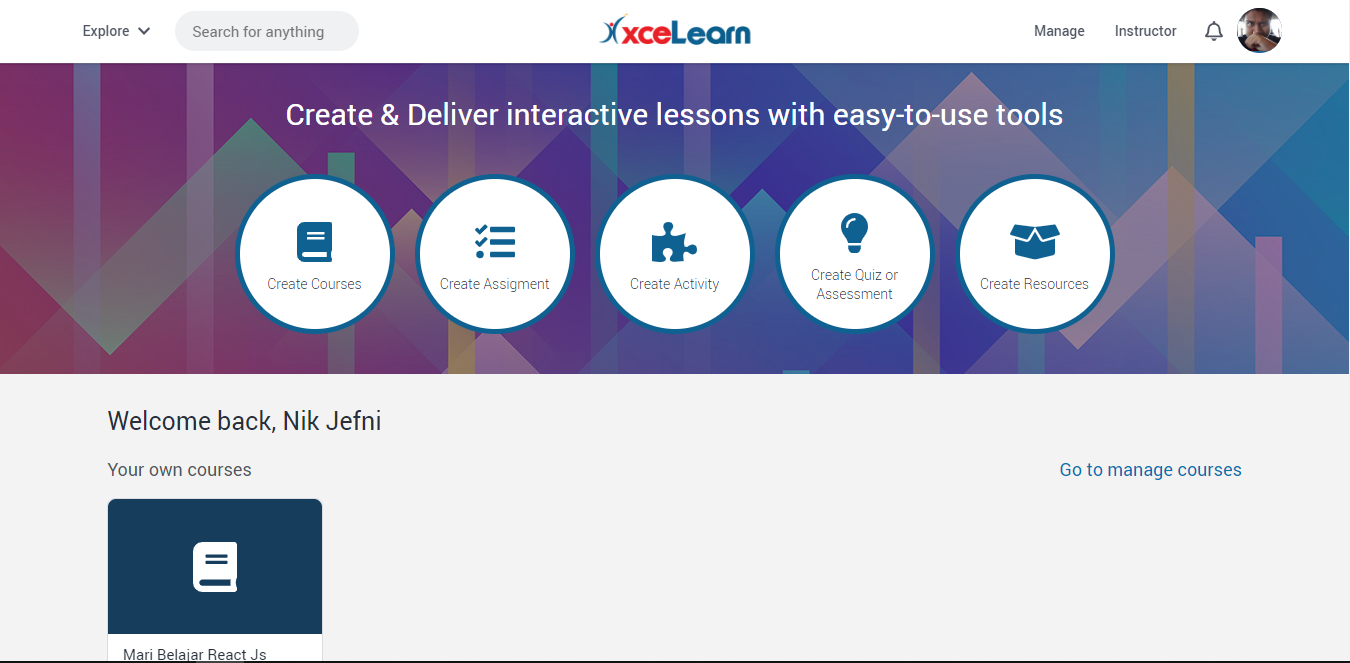 Explore
Search for anything
xceLearn
Manage
Instructor
Create & Deliver interactive lessons with easy-to-use tools
Create Courses
Create Assigment
Create Activity
Create Quiz or
Assessment
Create Resources
Welcome back, Nik Jefni
Your own courses
Go to manage courses
Mari Belajar React Js